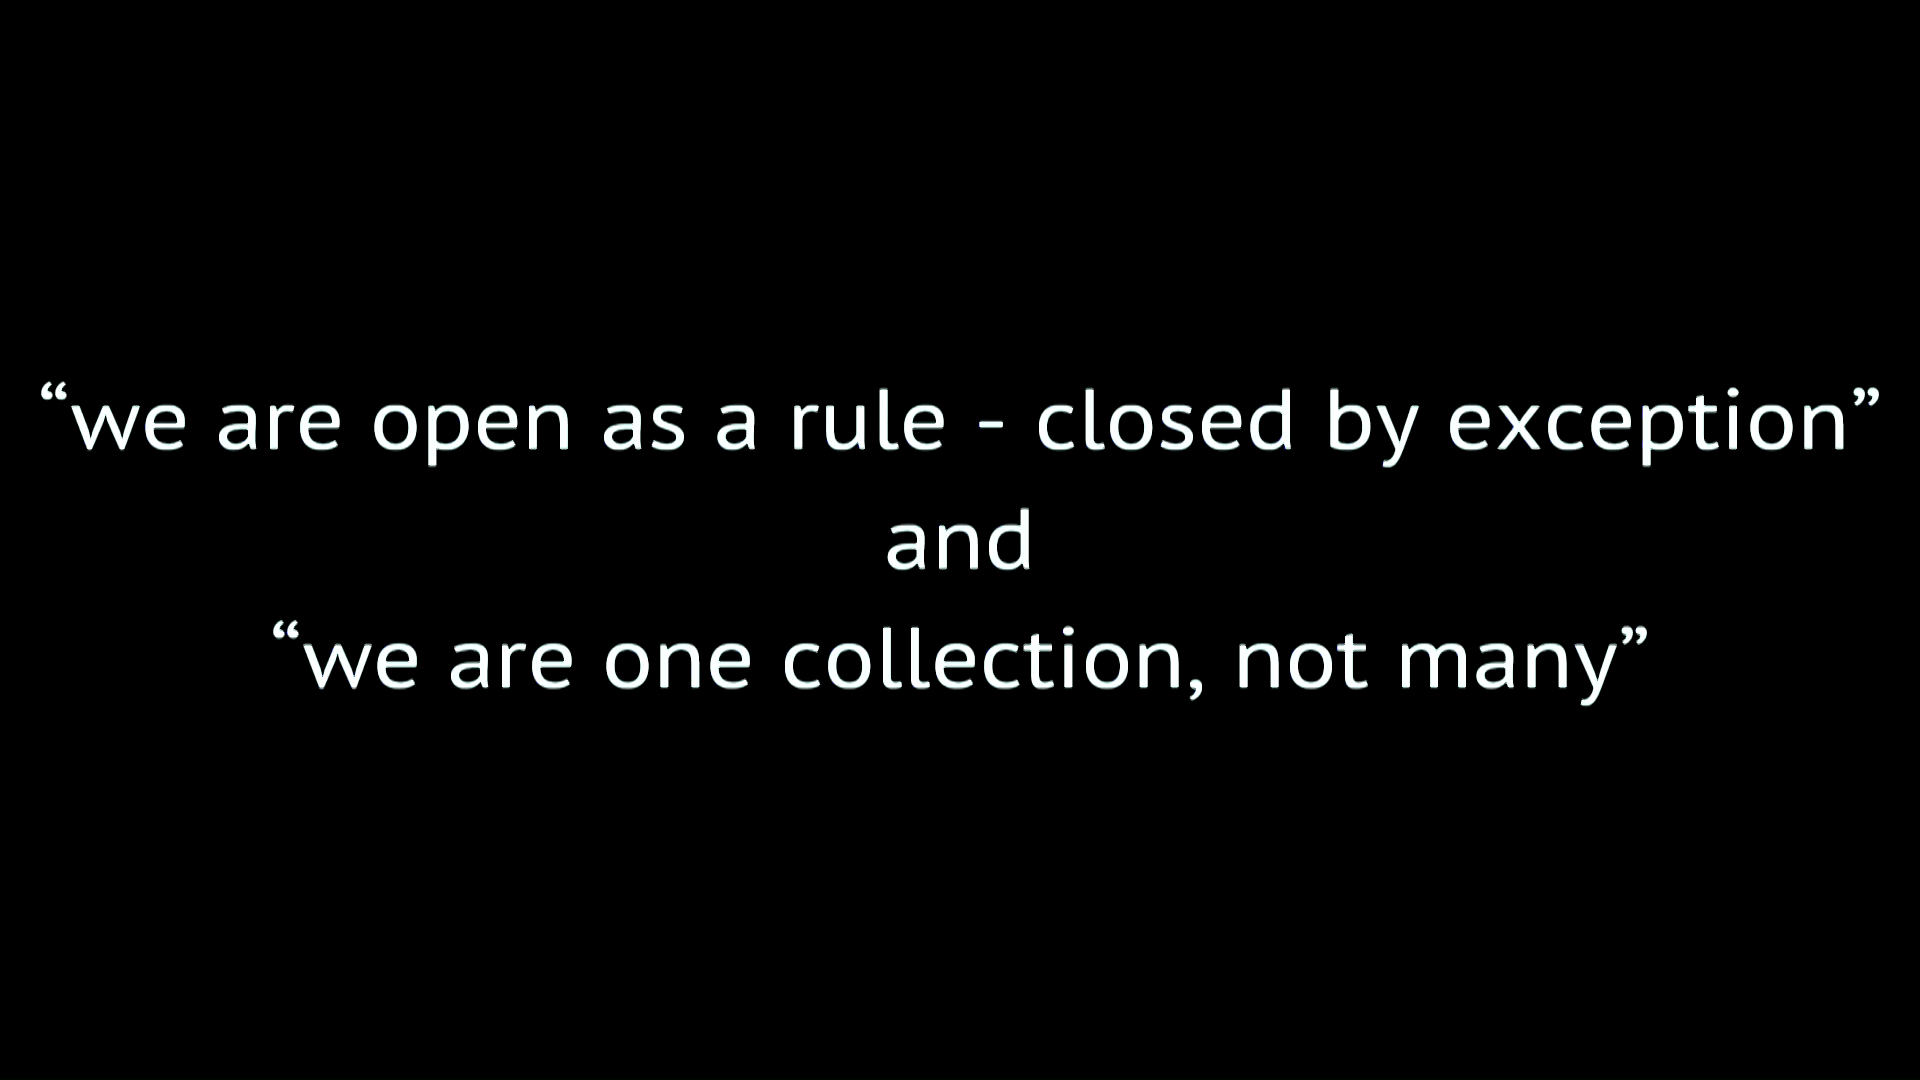 “we are open as a rule - closed by exception”
and
“we are one collection, not many”